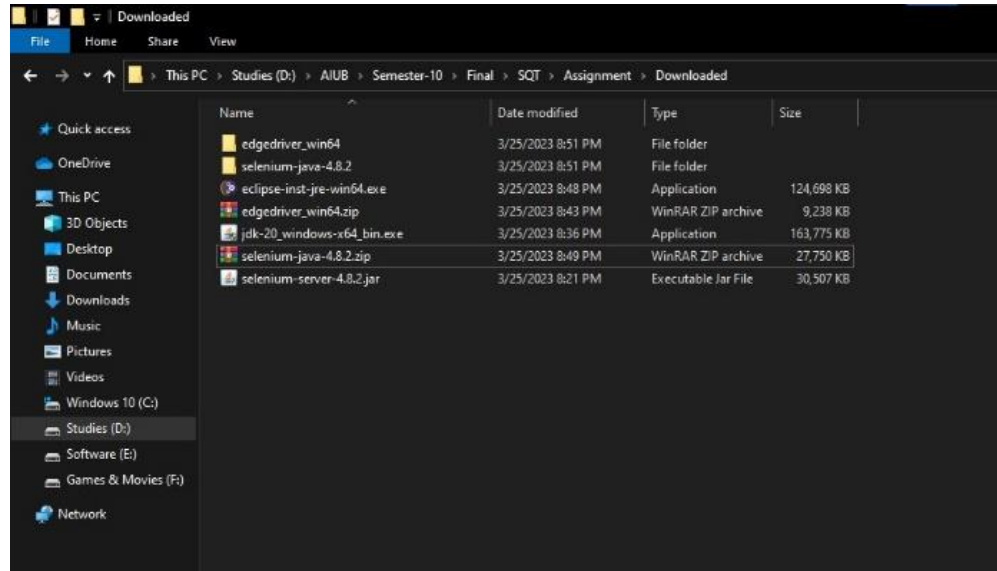 Downloaded
File Home Share View
This PC > Studies (D:) > AIUB > Semester-10 > Final > SQT > Assignment > Downloaded
Name Date modified Type Size
Quick access
OneDrive
This PC
3D Objects
Desktop
Documents
Downloads
Music
Pictures
Videos
Windows 10 (C:)
Studies (D:)
Software (E:)
Games & Movies (F:)
Network
edgedriver_win64 3/25/2023 8:51 PM File folder
selenium-java-4.8.2 3/25/2023 8:51 PM File folder
eclipse-inst-jre-win64.exe 3/25/2023 8:48 PM Application 124,698 KB
edgedriver_win64.zip 3/25/2023 8:43 PM WinRAR ZIP archive 9,238 KB
jdk-20_windows-x64_bin.exe 3/25/2023 8:36 PM Application 163,775 KB
selenium-java-4.8.2.zip 3/25/2023 8:49 PM WinRAR ZIP archive 27,750 KB
selenium-server-4.8.2.jar 3/25/2023 8:21 PM Executable Jar File 30,507 KB